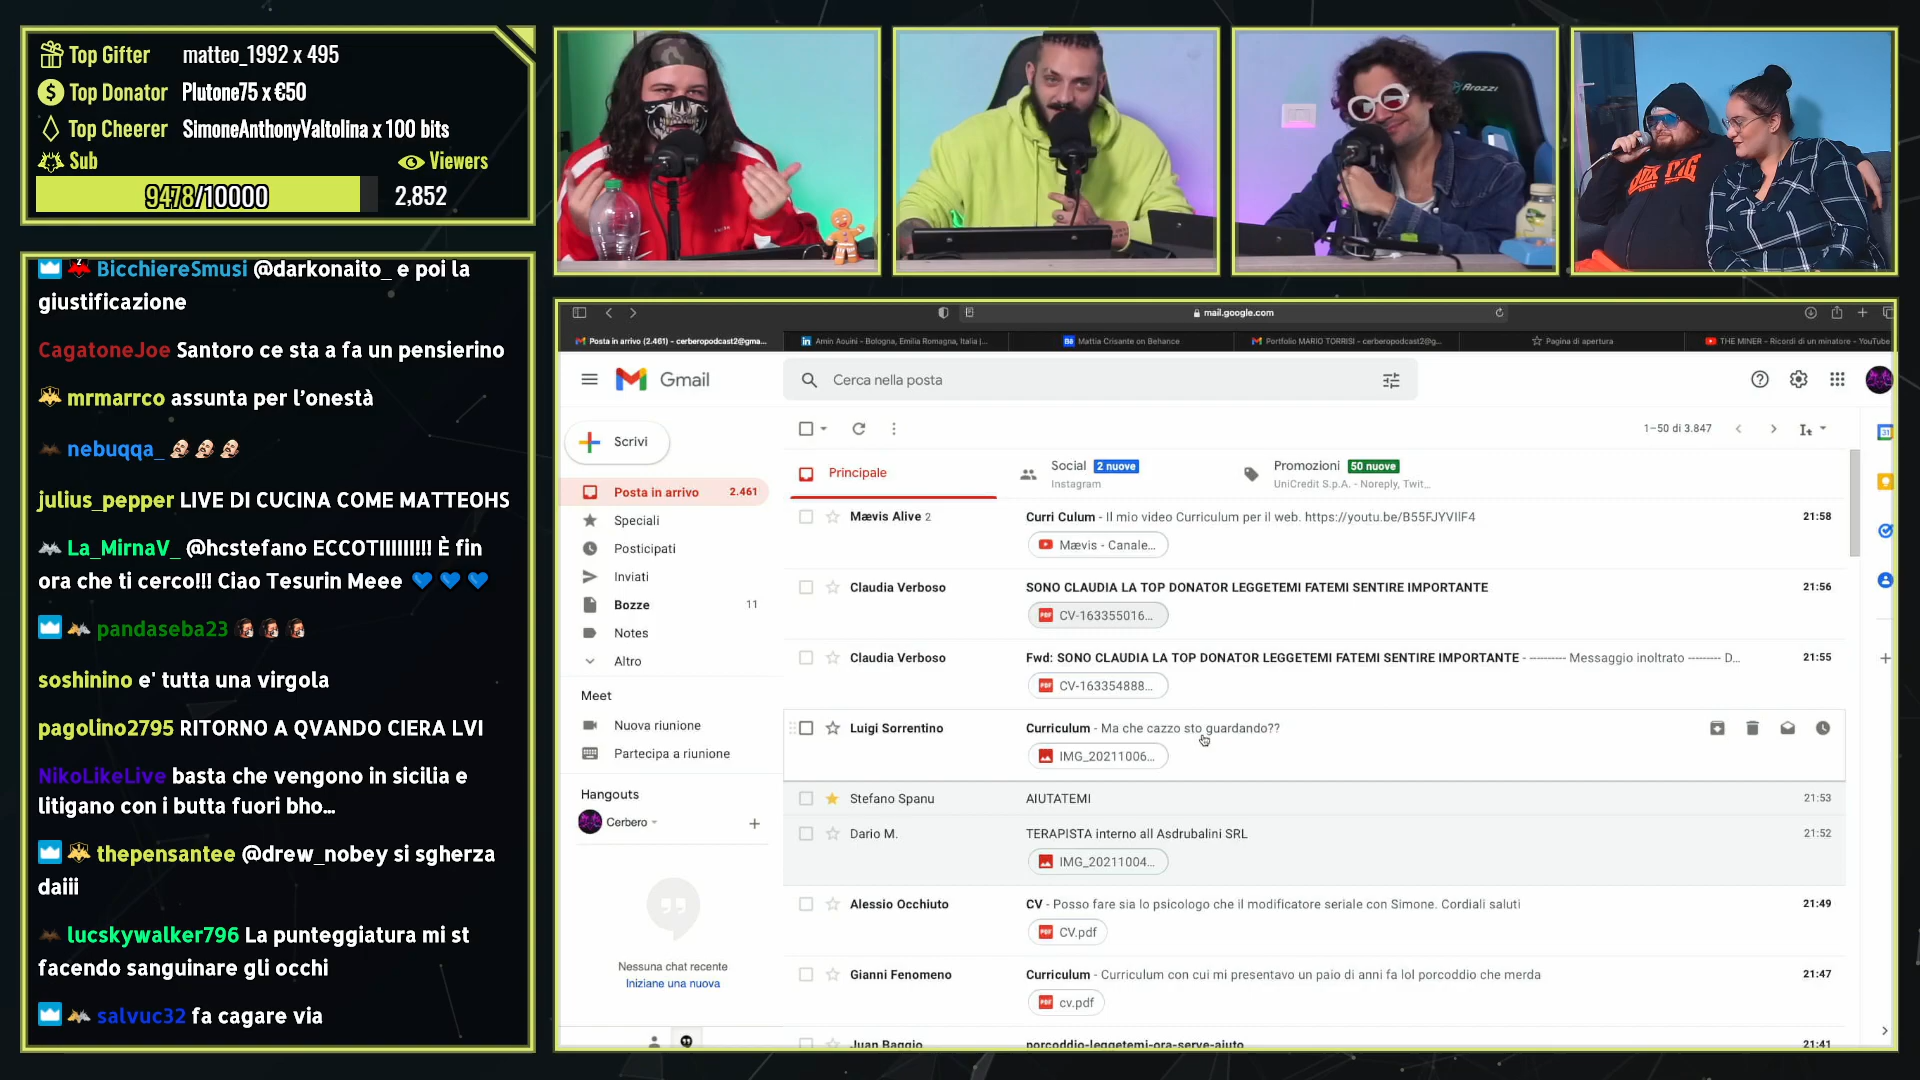 Top Gifter matteo_1992 x 495
Top Donator Plutone75 x €50
Top Cheerer SimoneAnthonyValtolina x 100 bits
Sub Viewers
9478/10000 2,852
BicchiereSmusi @darkonaito_ e poi la
giustificazione
CagatoneJoe Santoro ce sta a fa un pensierino
mrmarrco assunta per l'onestà
nebuqqa_
julius_pepper LIVE DI CUCINA COME MATTEOHS
La_MirnaV_ @hcstefano ECCOTIIIIIII!!! È fin
ora che ti cerco!!! Ciao Tesurin Meee 💙 💙 💙
pandaseba23
soshinino e' tutta una virgola
pagolino2795 RITORNO A QVANDO CIERA LVI
NikoLikeLive basta che vengono in sicilia e
litigano con i butta fuori bho...
thepensantee @drew_nobey si sgherza
daiii
lucskywalker796 La punteggiatura mi st
facendo sanguinare gli occhi
salvuc32 fa cagare via
Arozzi
mail.google.com
Posta in arrivo (2.461) - cerberopodcast2@gma...
Amin Aouini - Bologna, Emilia Romagna, Italia |...
Mattia Crisante on Behance
Portfolio MARIO TORRISI - cerberopodcast2@g...
Pagina di apertura
THE MINER - Ricordi di un minatore - YouTube
Gmail
Cerca nella posta
Scrivi
1–50 di 3.847
Posta in arrivo 2.461
Speciali
Posticipati
Inviati
Bozze 11
Notes
Altro
Meet
Nuova riunione
Partecipa a riunione
Hangouts
Cerbero
Nessuna chat recente
Iniziane una nuova
Principale
Social 2 nuove
Instagram
Promozioni 50 nuove
UniCredit S.p.A. - Noreply, Twit...
Mævis Alive 2 Curri Culum - Il mio video Curriculum per il web. https://youtu.be/B55FJYVIlF4 21:58
Mævis - Canale...
Claudia Verboso SONO CLAUDIA LA TOP DONATOR LEGGETEMI FATEMI SENTIRE IMPORTANTE 21:56
PDF CV-163355016...
Claudia Verboso Fwd: SONO CLAUDIA LA TOP DONATOR LEGGETEMI FATEMI SENTIRE IMPORTANTE - ---------- Messaggio inoltrato --------- D... 21:55
PDF CV-163354888...
Luigi Sorrentino Curriculum - Ma che cazzo sto guardando??
IMG_20211006...
Stefano Spanu AIUTATEMI 21:53
Dario M. TERAPISTA interno all Asdrubalini SRL 21:52
IMG_20211004...
Alessio Occhiuto CV - Posso fare sia lo psicologo che il modificatore seriale con Simone. Cordiali saluti 21:49
PDF CV.pdf
Gianni Fenomeno Curriculum - Curriculum con cui mi presentavo un paio di anni fa lol porcoddio che merda 21:47
PDF cv.pdf
Juan Baggio porcoddio-leggetemi-ora-serve-aiuto 21:41